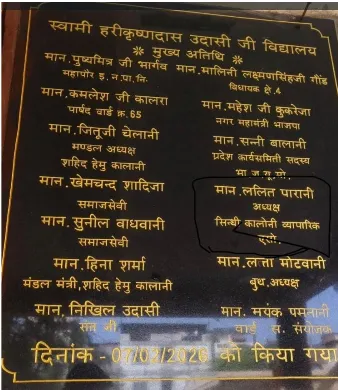 स्वामी हरीकृष्णदास उदासी जी विद्यालय
❋ मुख्य अतिथि ❋
मान.पुष्यमित्र जी भार्गव
महापौर इ.न.पा.नि.
मान.मालिनी लक्ष्मणसिंहजी गौड
विधायक क्षे.4
मान.कमलेश जी कालरा
पार्षद वार्ड क्र.65
मान.महेश जी कुकरेजा
नगर महामंत्री भाजपा
मान.जितूजी चेलानी
मण्डल अध्यक्ष
शहिद हेमु कालानी
मान.सन्नी बालानी
प्रदेश कार्यसमिती सदस्य
भा.ज.यु.मो.
मान.खेमचन्द शादिजा
समाजसेवी
मान.ललित पारानी
अध्यक्ष
सिन्धी कालोनी व्यापारिक
एसो.
मान.सुनील वाधवानी
समाजसेवी
मान.हिना शर्मा
मंडल मंत्री,शहिद हेमु कालानी
मान.लता मोटवानी
बुथ.अध्यक्ष
मान.निखिल उदासी
मान. मयंक पमनानी
वार्ड स. संयोजक
दिनांक - 07/03/2026 को किया गया